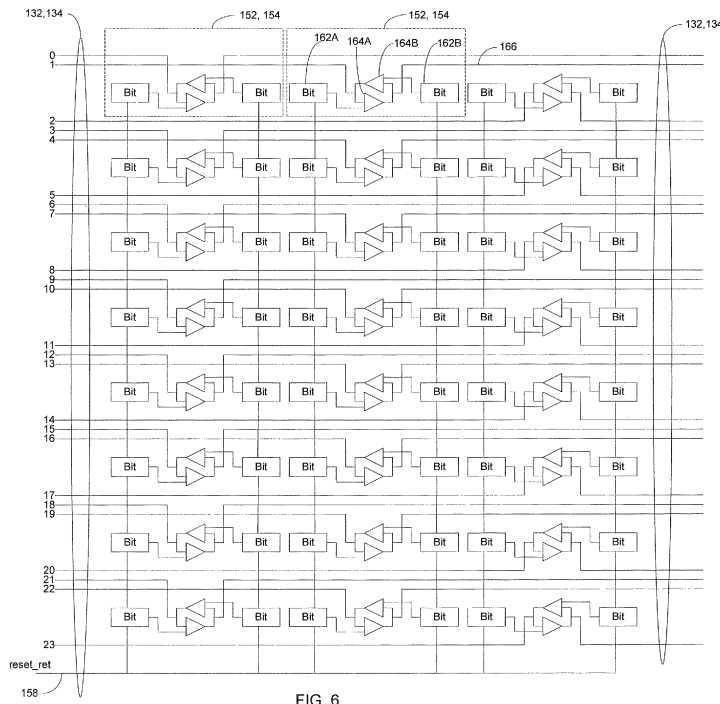 132,134
152, 154
152, 154
132,134
162A
164A
164B
162B
166
0
1
Bit Bit Bit Bit Bit Bit
2
3
4
Bit Bit Bit Bit Bit Bit
5
6
7
Bit Bit Bit Bit Bit Bit
8
9
10
Bit Bit Bit Bit Bit Bit
11
12
13
Bit Bit Bit Bit Bit Bit
14
15
16
Bit Bit Bit Bit Bit Bit
17
18
19
Bit Bit Bit Bit Bit Bit
20
21
22
Bit Bit Bit Bit Bit Bit
23
reset_ret
158
FIG. 6